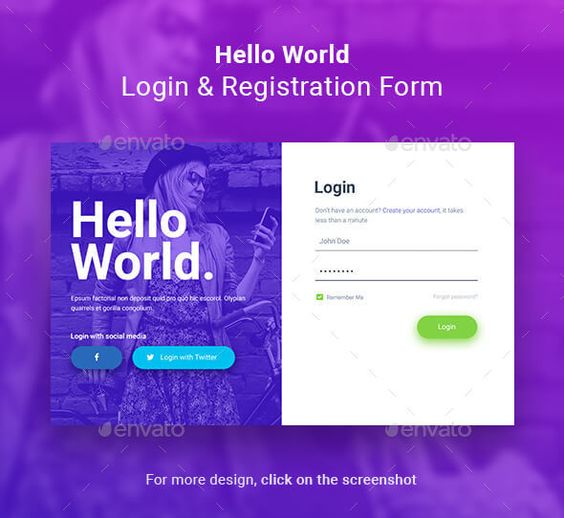 Hello World
Login & Registration Form
envato
envato
Hello
World.
Epsum factorial non deposit quid pro quo hic escorol. Olypian
quarrels et gorilla congolium.
Login with social media
f
Login with Twitter
Login
Don't have an account? Create your account, it takes
less than a minute
John Doe
Remember Me
Forgot password?
Login
envato
envato
For more design, click on the screenshot